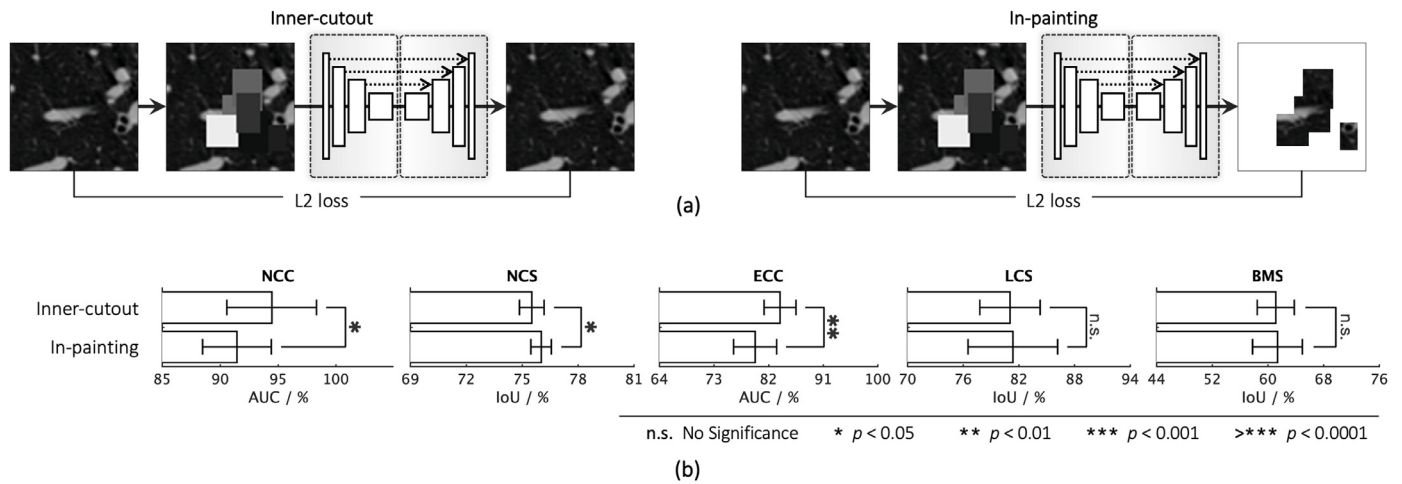 Inner-cutout
In-painting
L2 loss
L2 loss
(a)
NCC
NCS
ECC
LCS
BMS
Inner-cutout
In-painting
*
*
**
n.s.
n.s.
85 90 95 100
69 72 75 78 81
64 73 82 91 100
70 76 82 88 94
44 52 60 68 76
AUC / %
IoU / %
AUC / %
IoU / %
IoU / %
n.s. No Significance * p < 0.05 ** p < 0.01 *** p < 0.001 >*** p < 0.0001
(b)